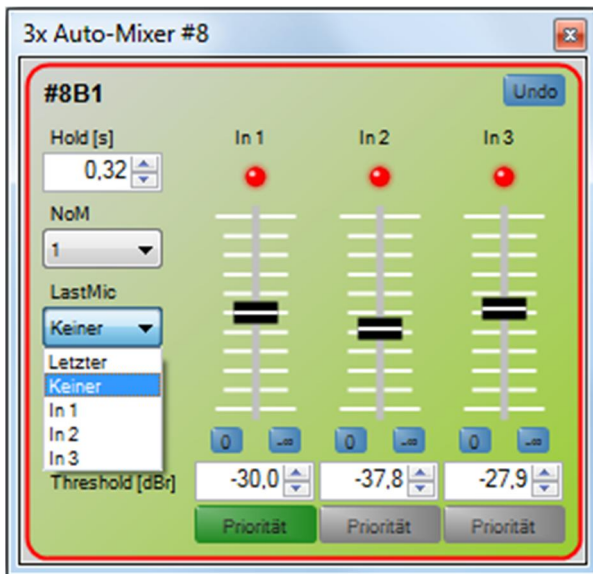 3x Auto-Mixer #8
#8B1
Undo
Hold [s]
In 1
In 2
In 3
0,32
NoM
1
LastMic
Keiner
Letzter
Keiner
In 1
In 2
In 3
0 -∞ 0 -∞ 0 -∞
Threshold [dBr]
-30,0
-37,8
-27,9
Priorität
Priorität
Priorität